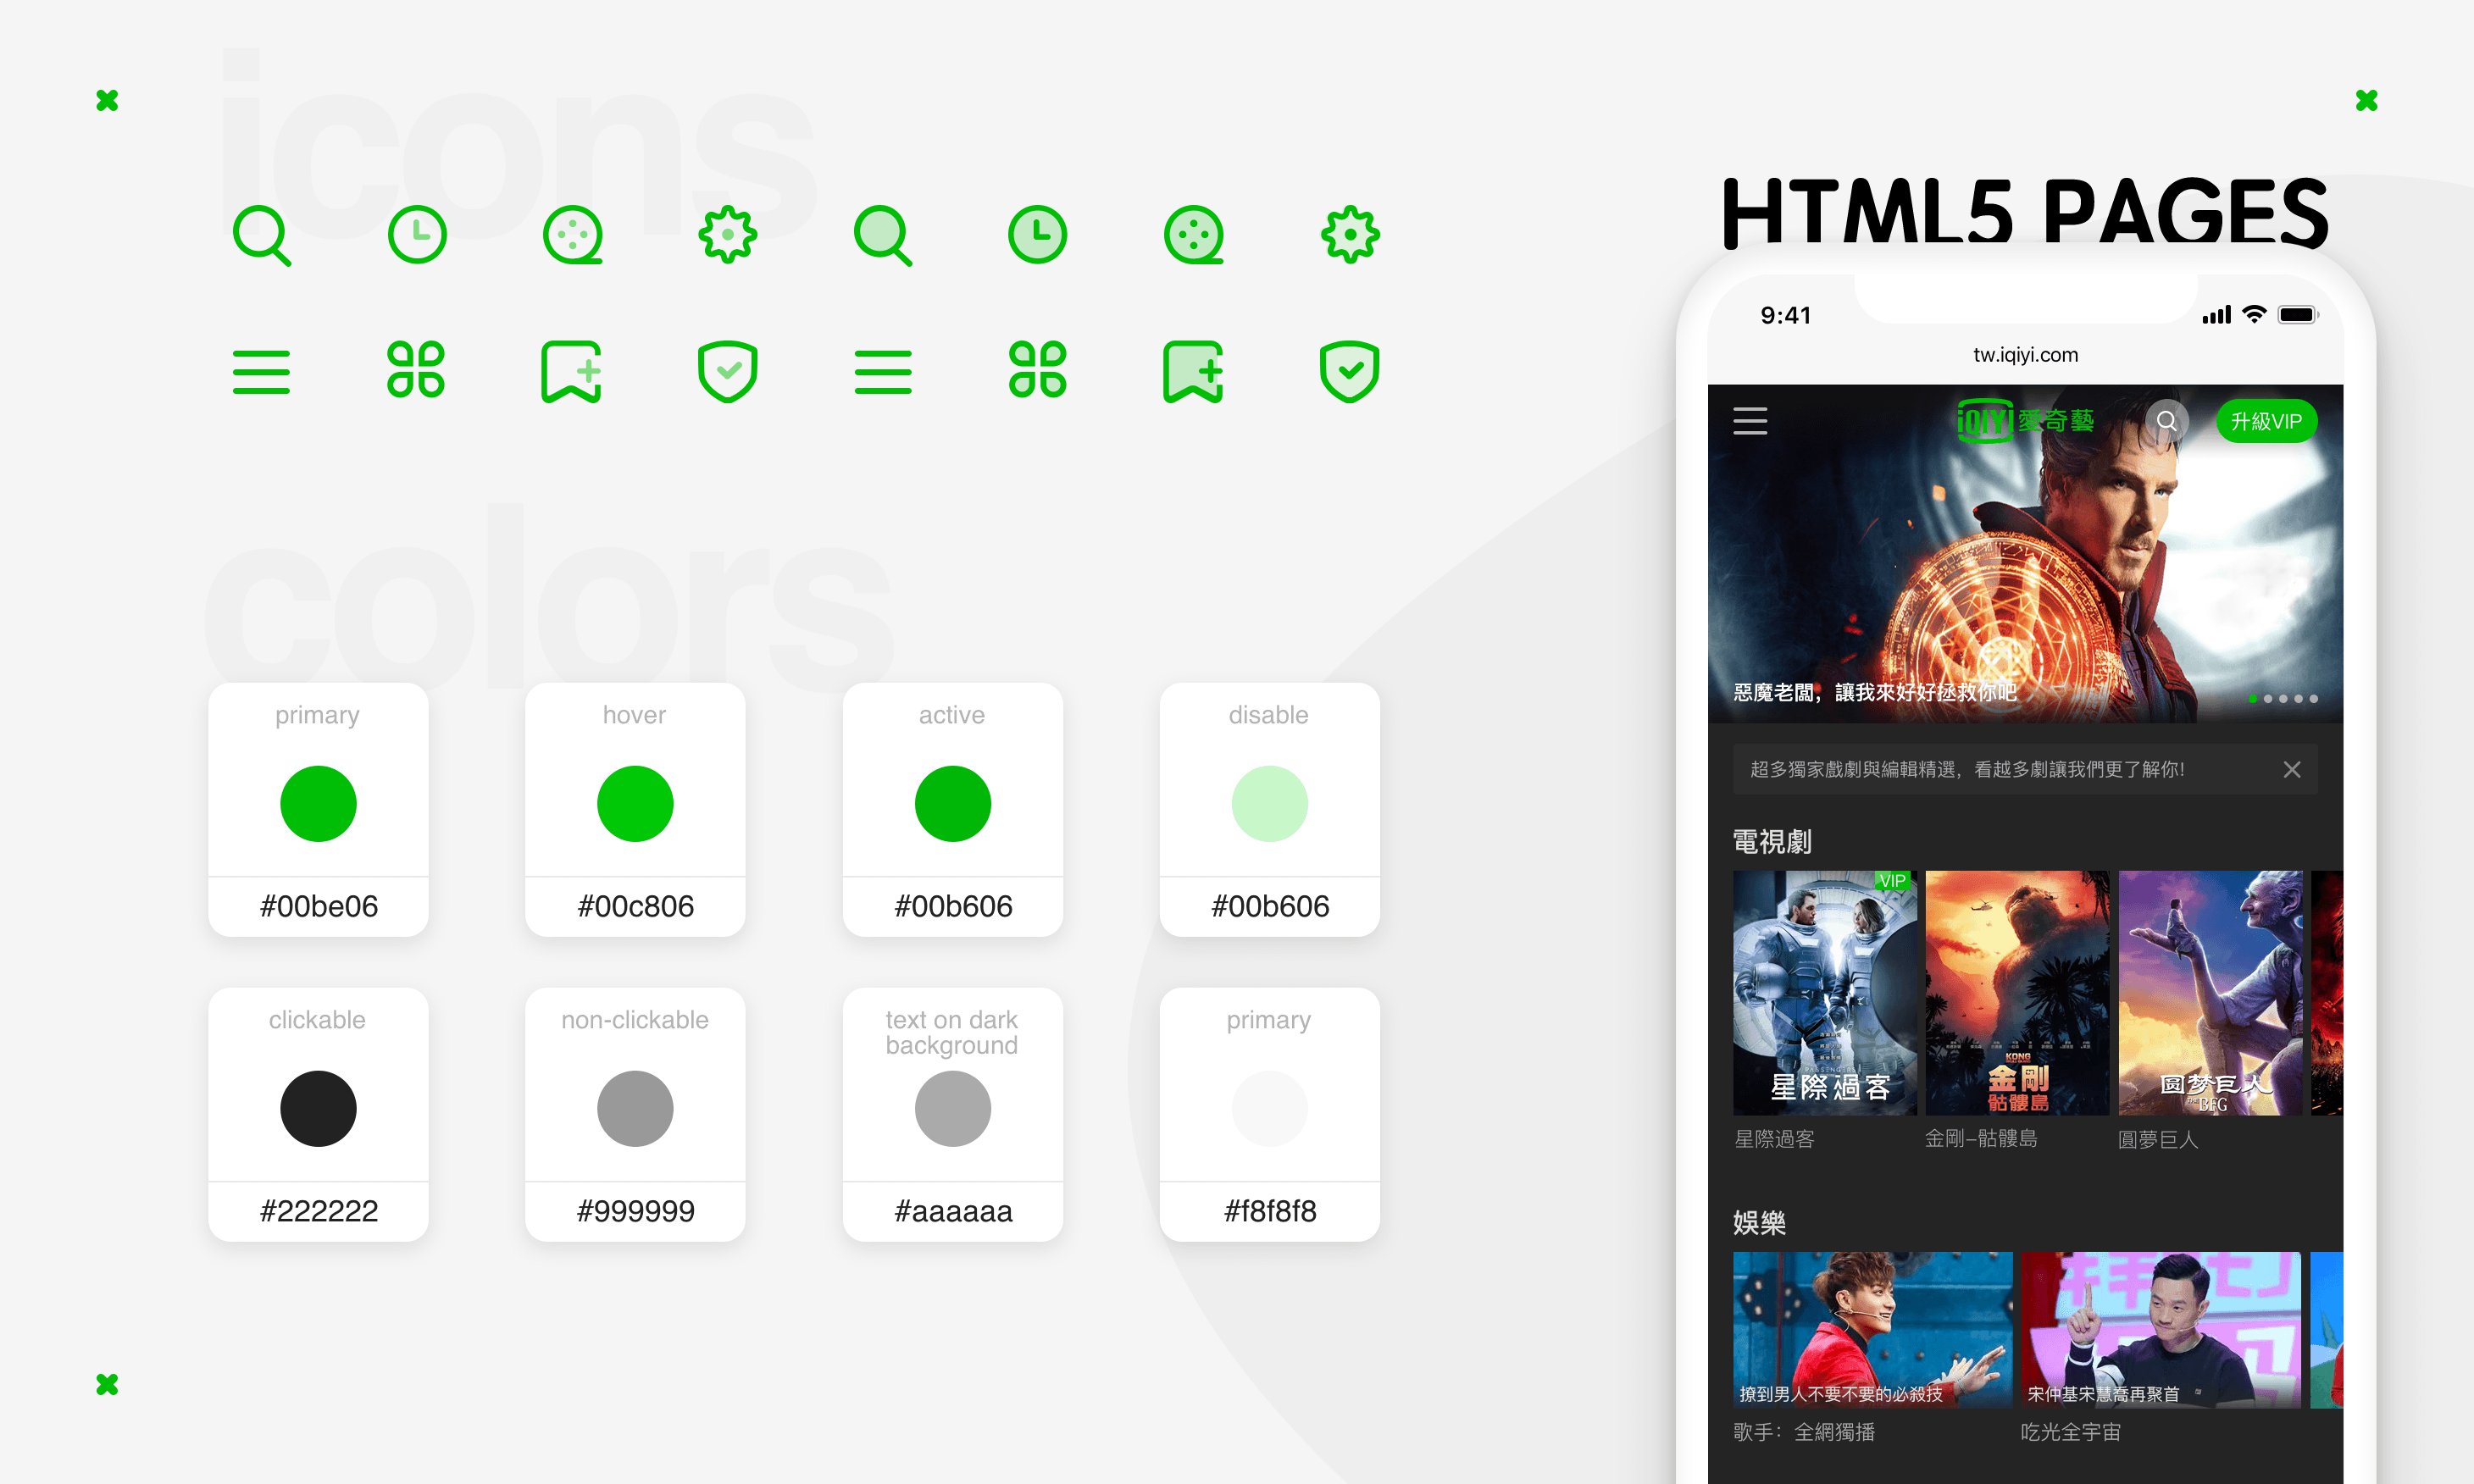 icons
colors
primary
hover
active
disable
#00be06
#00c806
#00b606
#00b606
clickable
non-clickable
text on dark
background
primary
#222222
#999999
#aaaaaa
#f8f8f8
HTML5 PAGES
9:41
tw.iqiyi.com
iQIYI 愛奇藝
升級VIP
惡魔老闆，讓我來好好拯救你吧
超多獨家戲劇與編輯精選，看越多劇讓我們更了解你!
電視劇
VIP
PASSENGERS
星際過客
KONG
金剛
骷髏島
圓梦巨人
THE BFG
星際過客
金剛–骷髏島
圓夢巨人
娛樂
撩到男人不要不要的必殺技
宋仲基宋慧喬再聚首
歌手：全網獨播
吃光全宇宙